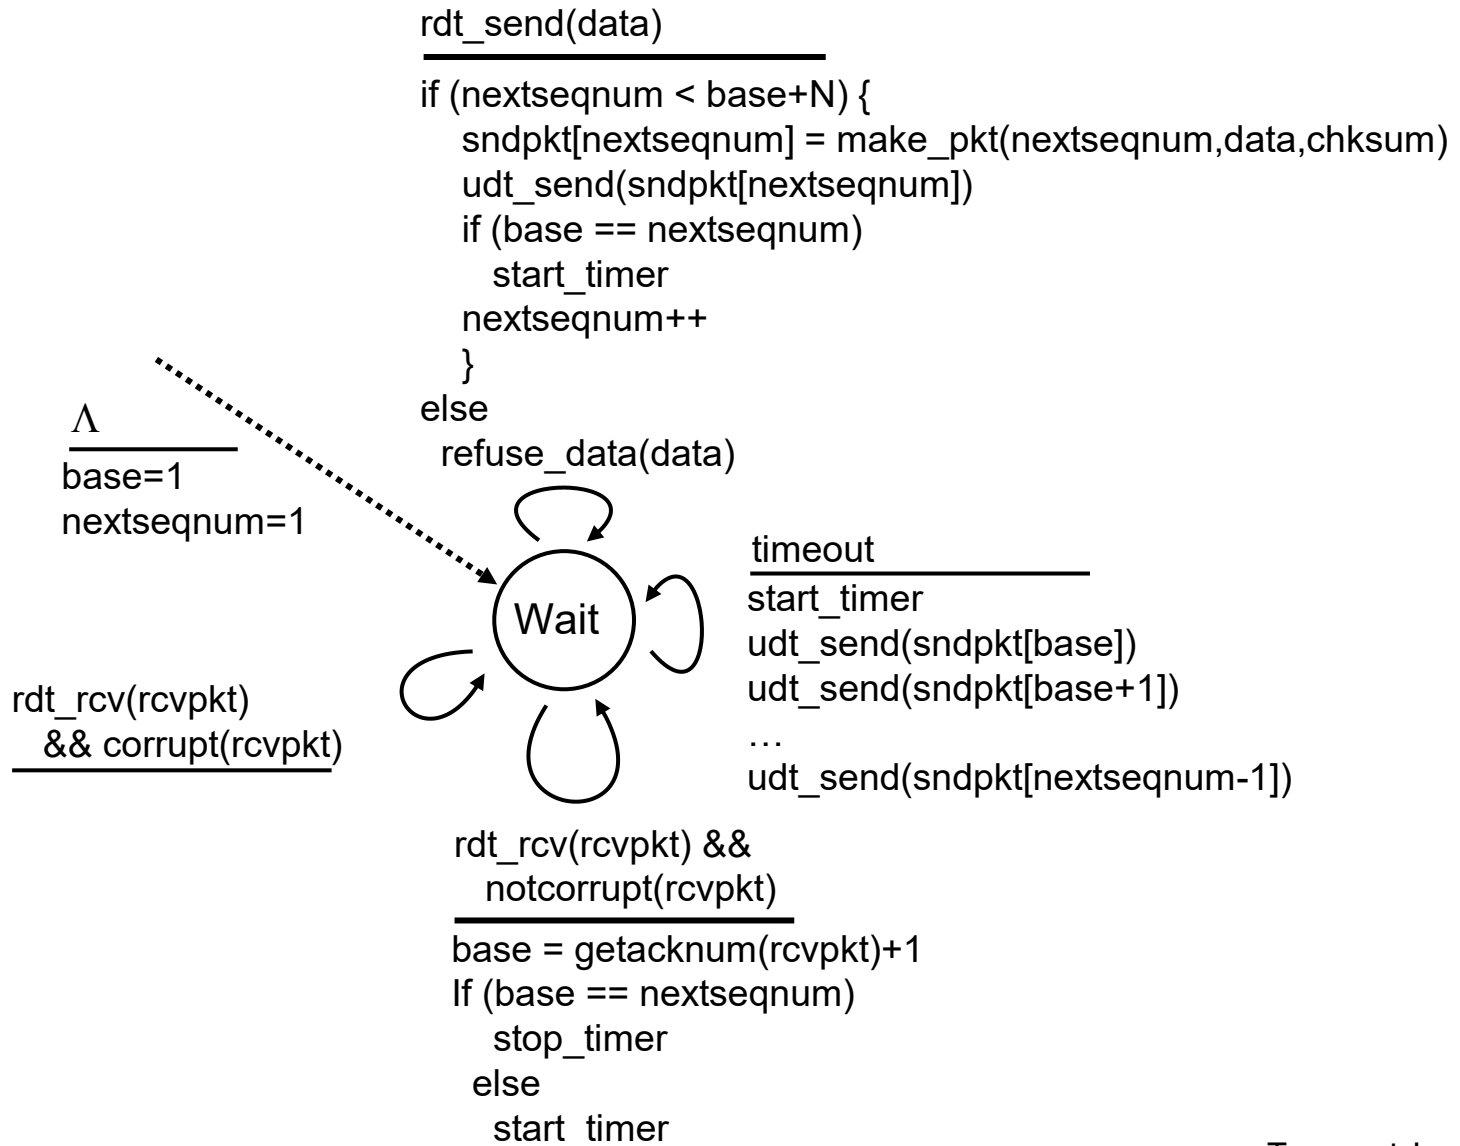 rdt_send(data)
if (nextseqnum < base+N) {
sndpkt[nextseqnum] = make_pkt(nextseqnum,data,chksum)
udt_send(sndpkt[nextseqnum])
if (base == nextseqnum)
start_timer
nextseqnum++
}
else
refuse_data(data)
Λ
base=1
nextseqnum=1
Wait
timeout
start_timer
udt_send(sndpkt[base])
udt_send(sndpkt[base+1])
…
udt_send(sndpkt[nextseqnum-1])
rdt_rcv(rcvpkt)
&& corrupt(rcvpkt)
rdt_rcv(rcvpkt) &&
notcorrupt(rcvpkt)
base = getacknum(rcvpkt)+1
If (base == nextseqnum)
stop_timer
else
start_timer